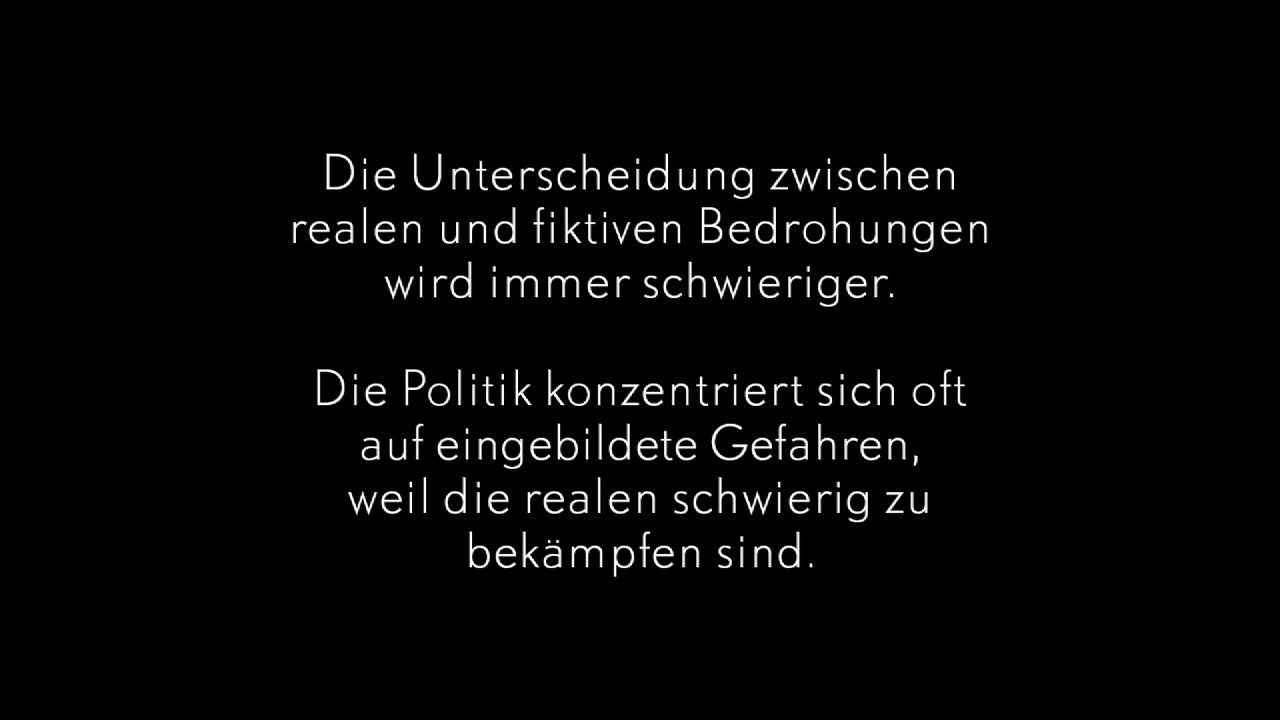 Die Unterscheidung zwischen
realen und fiktiven Bedrohungen
wird immer schwieriger.
Die Politik konzentriert sich oft
auf eingebildete Gefahren,
weil die realen schwierig zu
bekämpfen sind.